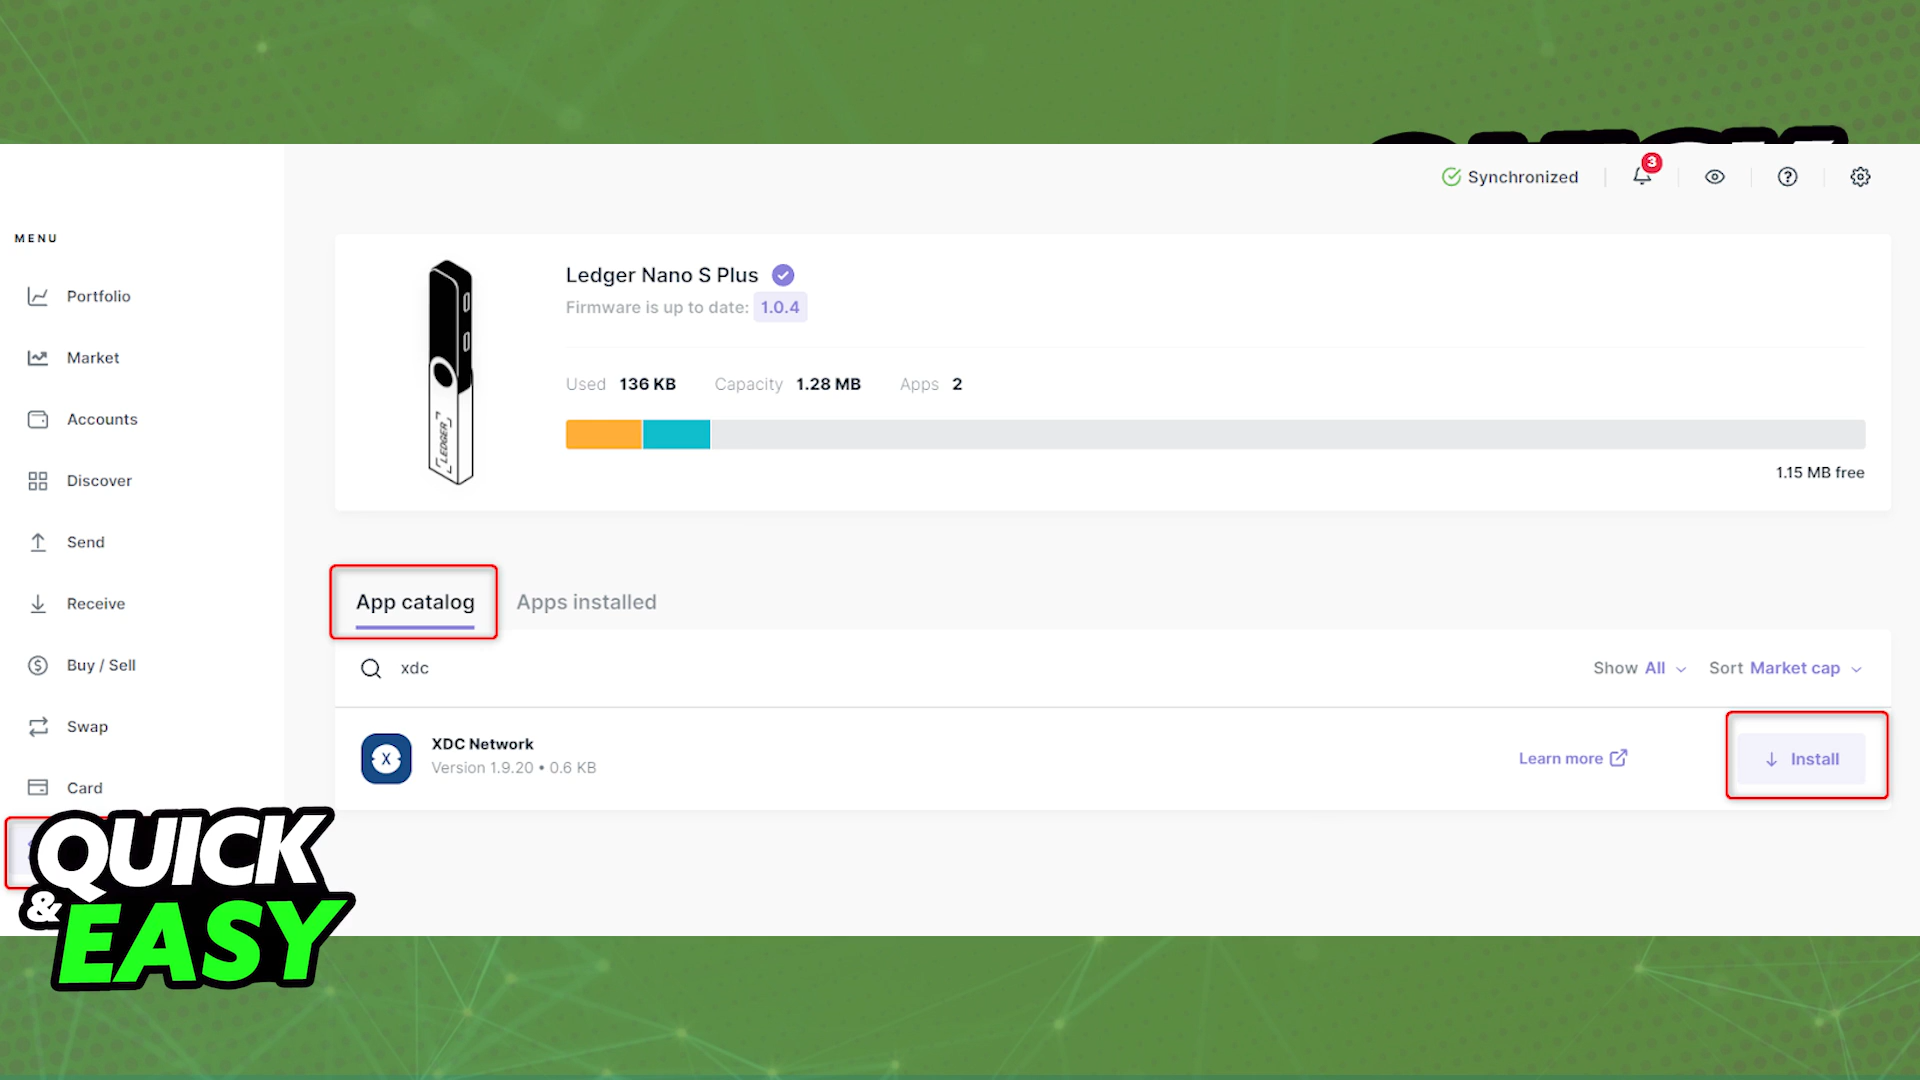 Synchronized
3
MENU
Portfolio
Market
Accounts
Discover
Send
Receive
Buy / Sell
Swap
Card
Ledger Nano S Plus
Firmware is up to date: 1.0.4
Used 136 KB Capacity 1.28 MB Apps 2
1.15 MB free
LEDGER
App catalog Apps installed
xdc
Show All Sort Market cap
X
XDC Network
Version 1.9.20 • 0.6 KB
Learn more
Install
QUICK
& EASY